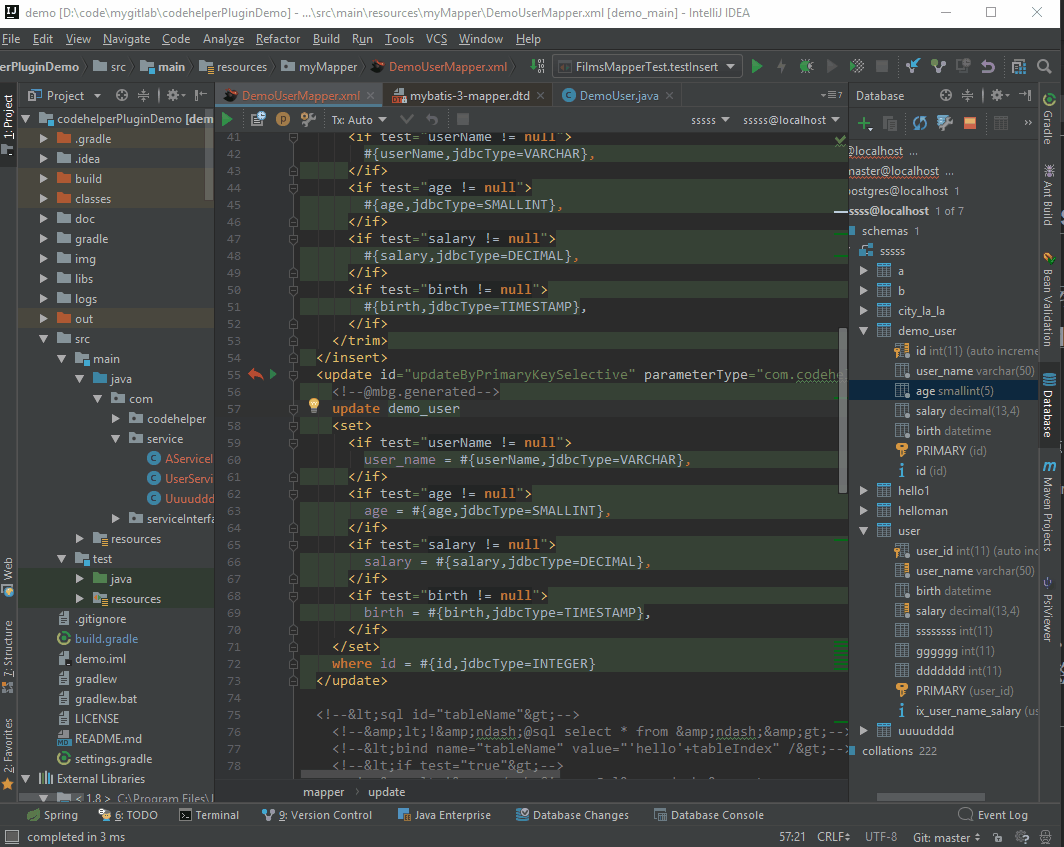 demo [D:\code\mygitlab\codehelperPluginDemo] - ...\src\main\resources\myMapper\DemoUserMapper.xml [demo_main] - IntelliJ IDEA
File Edit View Navigate Code Analyze Refactor Build Run Tools VCS Window Help
erPluginDemo src main resources myMapper DemoUserMapper.xml FilmsMapperTest.testInsert
1: Project
2: Favorites
7: Structure
Web
Project
codehelperPluginDemo [dem
.gradle
.idea
build
classes
doc
gradle
img
libs
logs
out
src
main
java
com
codehelper
service
AServiceI
UserServi
Uuuuddd
serviceInterfa
resources
test
java
resources
.gitignore
build.gradle
demo.iml
gradlew
gradlew.bat
LICENSE
README.md
settings.gradle
External Libraries
< 1.8 > C:\Program Files\
DemoUserMapper.xml mybatis-3-mapper.dtd DemoUser.java
7
Tx: Auto sssss sssss@localhost
41 <if test="userName != null">
42 #{userName,jdbcType=VARCHAR},
43 </if>
44 <if test="age != null">
45 #{age,jdbcType=SMALLINT},
46 </if>
47 <if test="salary != null">
48 #{salary,jdbcType=DECIMAL},
49 </if>
50 <if test="birth != null">
51 #{birth,jdbcType=TIMESTAMP},
52 </if>
53 </trim>
54 </insert>
55 <update id="updateByPrimaryKeySelective" parameterType="com.codehel
56 <!--@mbg.generated-->
57 update demo_user
58 <set>
59 <if test="userName != null">
60 user_name = #{userName,jdbcType=VARCHAR},
61 </if>
62 <if test="age != null">
63 age = #{age,jdbcType=SMALLINT},
64 </if>
65 <if test="salary != null">
66 salary = #{salary,jdbcType=DECIMAL},
67 </if>
68 <if test="birth != null">
69 birth = #{birth,jdbcType=TIMESTAMP},
70 </if>
71 </set>
72 where id = #{id,jdbcType=INTEGER}
73 </update>
74
75 <!--&lt;sql id="tableName"&gt;-->
76 <!--&amp;lt;!&amp;ndash;@sql select * from &amp;ndash;&amp;gt;-->
77 <!--&lt;bind name="tableName" value="'hello'+tableIndex" /&gt;-->
78 <!--&lt;if test="true"&gt;-->
mapper update
Database
@localhost ...
master@localhost ...
postgres@localhost 1
ssss@localhost 1 of 7
schemas 1
sssss
a
b
city_la_la
demo_user
id int(11) (auto increme
user_name varchar(50)
age smallint(5)
salary decimal(13,4)
birth datetime
PRIMARY (id)
id (id)
hello1
helloman
user
user_id int(11) (auto inc
user_name varchar(50)
birth datetime
salary decimal(13,4)
ssssssss int(11)
gggggg int(11)
ddddddd int(11)
PRIMARY (user_id)
ix_user_name_salary (us
uuuudddd
collations 222
Gradle
Ant Build
Bean Validation
Database
Maven Projects
PsiViewer
Spring 6: TODO Terminal 9: Version Control Java Enterprise Database Changes Database Console Event Log
completed in 3 ms 57:21 CRLF UTF-8 Git: master